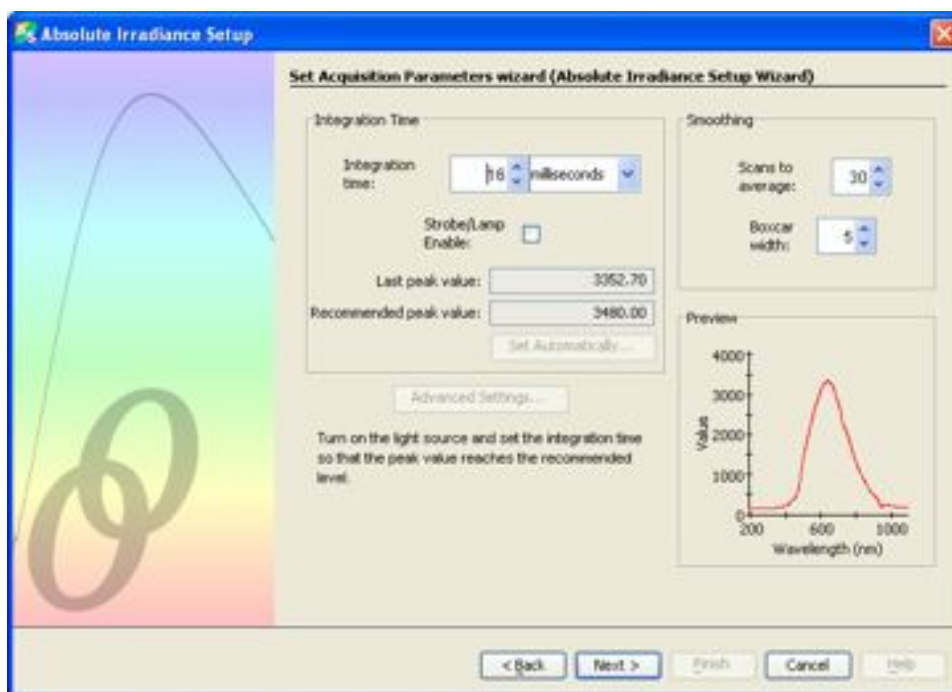 Absolute Irradiance Setup
Set Acquisition Parameters wizard (Absolute Irradiance Setup Wizard)
Integration Time
Integration time:
16 milliseconds
Strobe/Lamp Enable:
Last peak value: 3352.70
Recommended peak value: 3480.00
Set Automatically...
Advanced Settings...
Turn on the light source and set the integration time
so that the peak value reaches the recommended
level.
Smoothing
Scans to average: 30
Boxcar width: 5
Preview
4000
3000
2000
1000
0
Value
200 600 1000
Wavelength (nm)
< Back Next > Finish Cancel Help